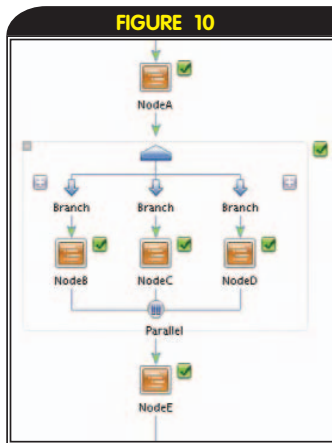 FIGURE 10
NodeA
Branch Branch Branch
NodeB NodeC NodeD
Parallel
NodeE